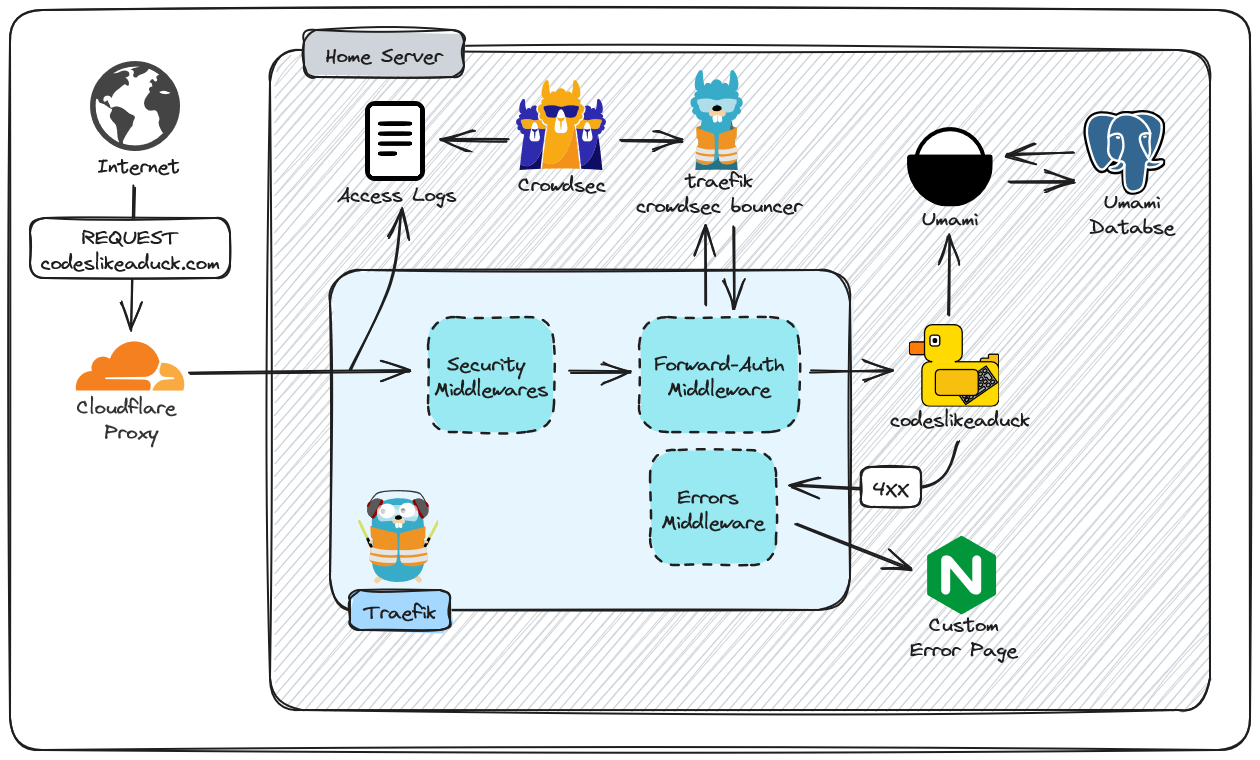 Home Server
Internet
REQUEST
codeslikeaduck.com
Cloudflare
Proxy
Access Logs
Crowdsec
traefik
crowdsec bouncer
Umami
Umami
Databse
Security
Middlewares
Forward-Auth
Middleware
codeslikeaduck
4XX
Errors
Middleware
Traefik
N
Custom
Error Page